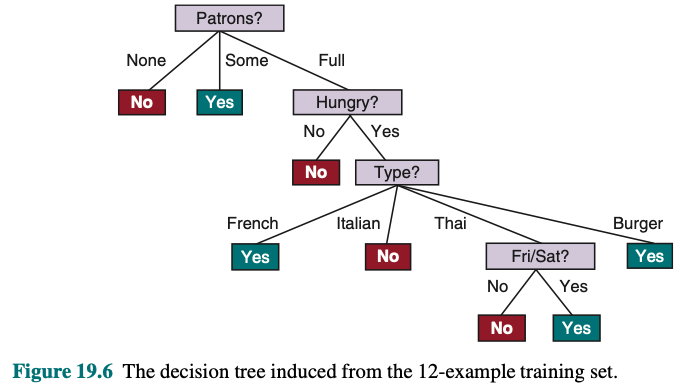 Patrons?
None Some Full
No Yes Hungry?
No Yes
No Type?
French Italian Thai Burger
Yes No Fri/Sat? Yes
No Yes
No Yes
Figure 19.6 The decision tree induced from the 12-example training set.